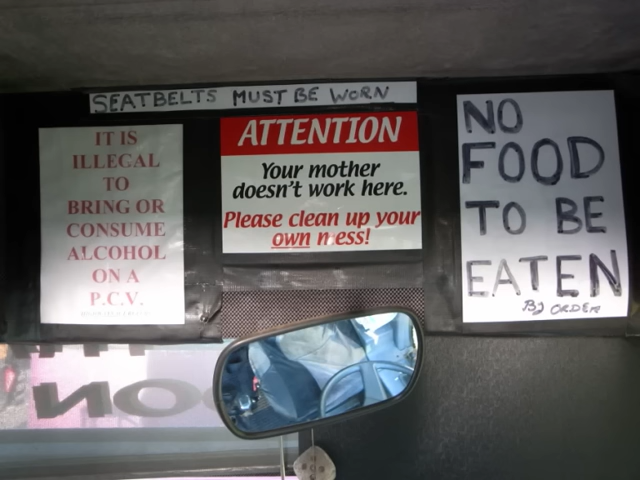 SEATBELTS MUST BE WORN
IT IS
ILLEGAL
TO
BRING OR
CONSUME
ALCOHOL
ON A
P.C.V.
ATTENTION
Your mother
doesn't work here.
Please clean up your
own mess!
NO
FOOD
TO BE
EATEN
By ORDER